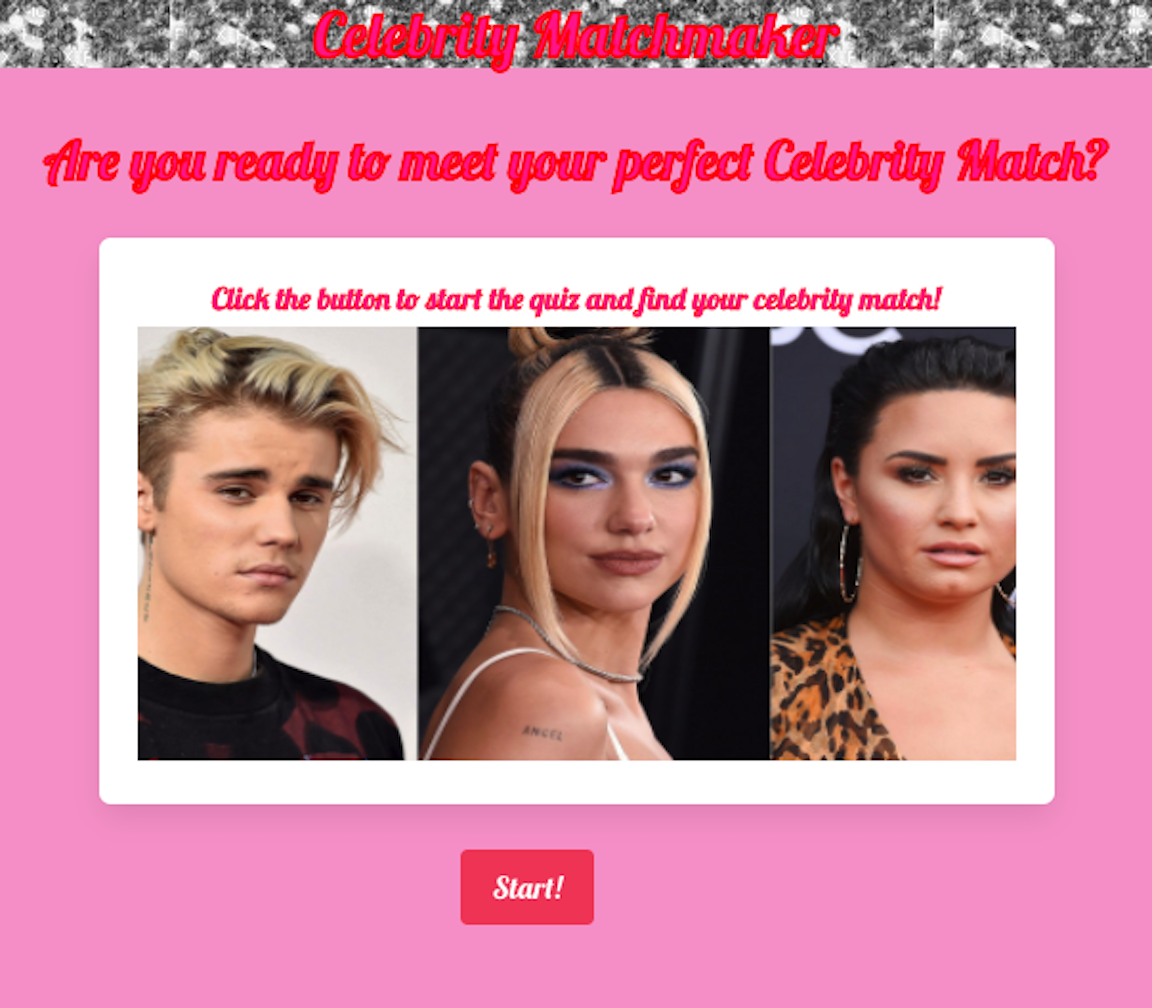 Celebrity Matchmaker
Are you ready to meet your perfect Celebrity Match?
Click the button to start the quiz and find your celebrity match!
ANGEL
Start!